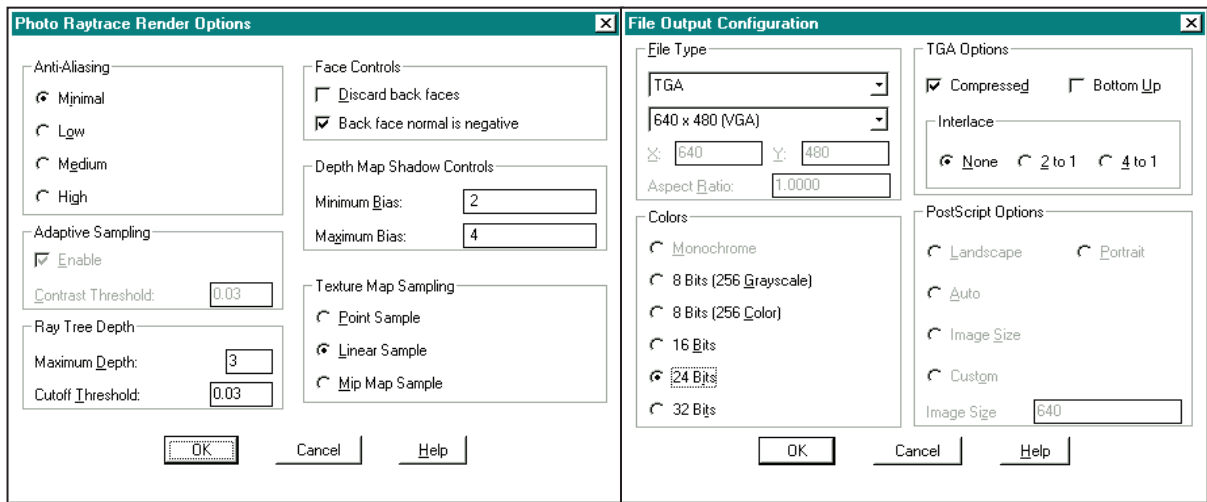 Photo Raytrace Render Options
Anti-Aliasing
Minimal
Low
Medium
High
Adaptive Sampling
Enable
Contrast Threshold: 0.03
Ray Tree Depth
Maximum Depth: 3
Cutoff Threshold: 0.03
Face Controls
Discard back faces
Back face normal is negative
Depth Map Shadow Controls
Minimum Bias: 2
Maximum Bias: 4
Texture Map Sampling
Point Sample
Linear Sample
Mip Map Sample
OK Cancel Help
File Output Configuration
File Type
TGA
640 x 480 (VGA)
X: 640 Y: 480
Aspect Ratio: 1.0000
Colors
Monochrome
8 Bits (256 Grayscale)
8 Bits (256 Color)
16 Bits
24 Bits
32 Bits
TGA Options
Compressed Bottom Up
Interlace
None 2 to 1 4 to 1
PostScript Options
Landscape Portrait
Auto
Image Size
Custom
Image Size 640
OK Cancel Help